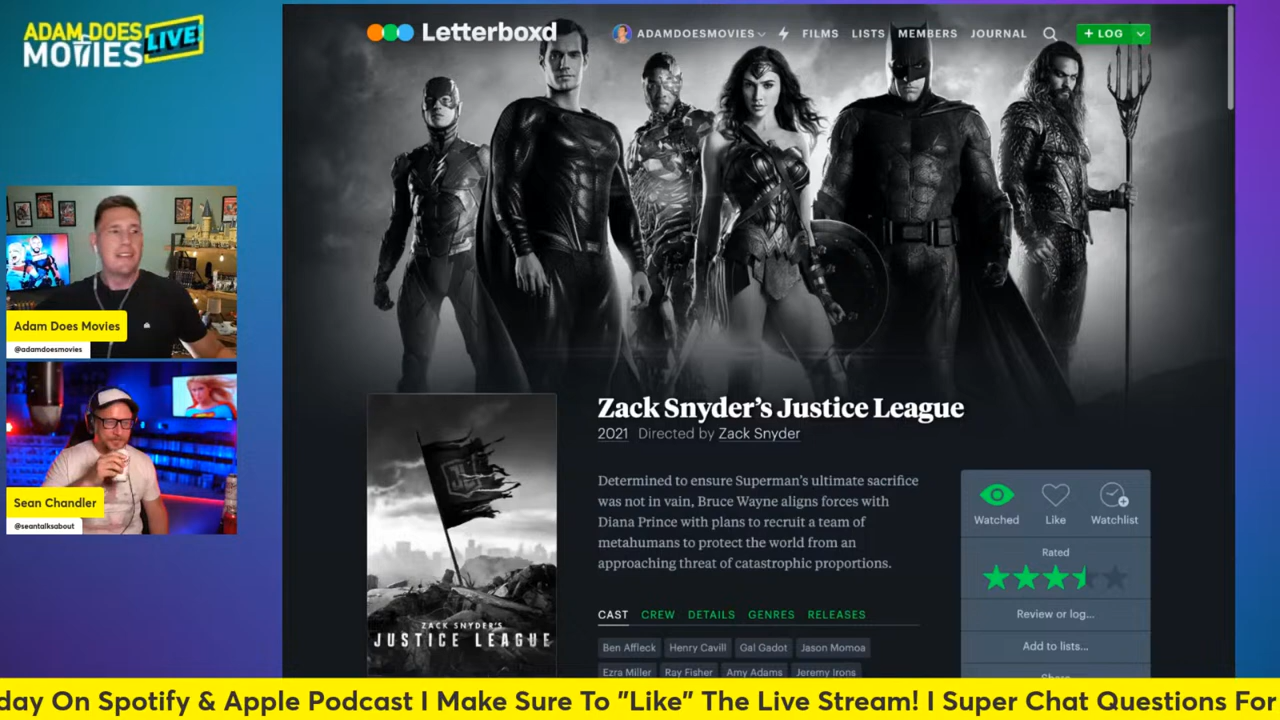 ADAM DOES
MOVIES LIVE!
Letterboxd
ADAMDOESMOVIES
FILMS
LISTS
MEMBERS
JOURNAL
+ LOG
Adam Does Movies
@adamdoesmovies
Sean Chandler
@seantalksabout
ZACK SNYDER'S
JUSTICE LEAGUE
Zack Snyder's Justice League
2021 Directed by Zack Snyder
Determined to ensure Superman's ultimate sacrifice
was not in vain, Bruce Wayne aligns forces with
Diana Prince with plans to recruit a team of
metahumans to protect the world from an
approaching threat of catastrophic proportions.
CAST CREW DETAILS GENRES RELEASES
Ben Affleck Henry Cavill Gal Gadot Jason Momoa
Ezra Miller Ray Fisher Amy Adams Jeremy Irons
Watched Like Watchlist
Rated
Review or log...
Add to lists...
Share
day On Spotify & Apple Podcast I Make Sure To "Like" The Live Stream! I Super Chat Questions For